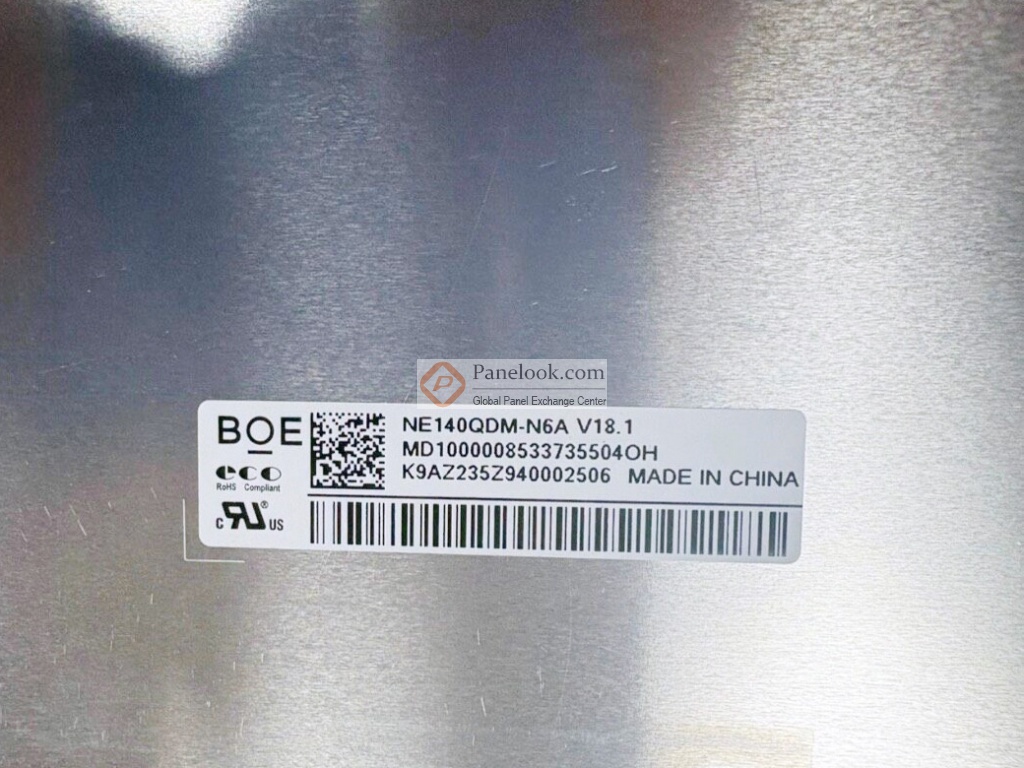 Panelook.com
Global Panel Exchange Center
BOE
NE140QDM-N6A V18.1
MD1000008533735504OH
K9AZ235Z940002506 MADE IN CHINA
eco
RoHS Compliant
c RU ® US